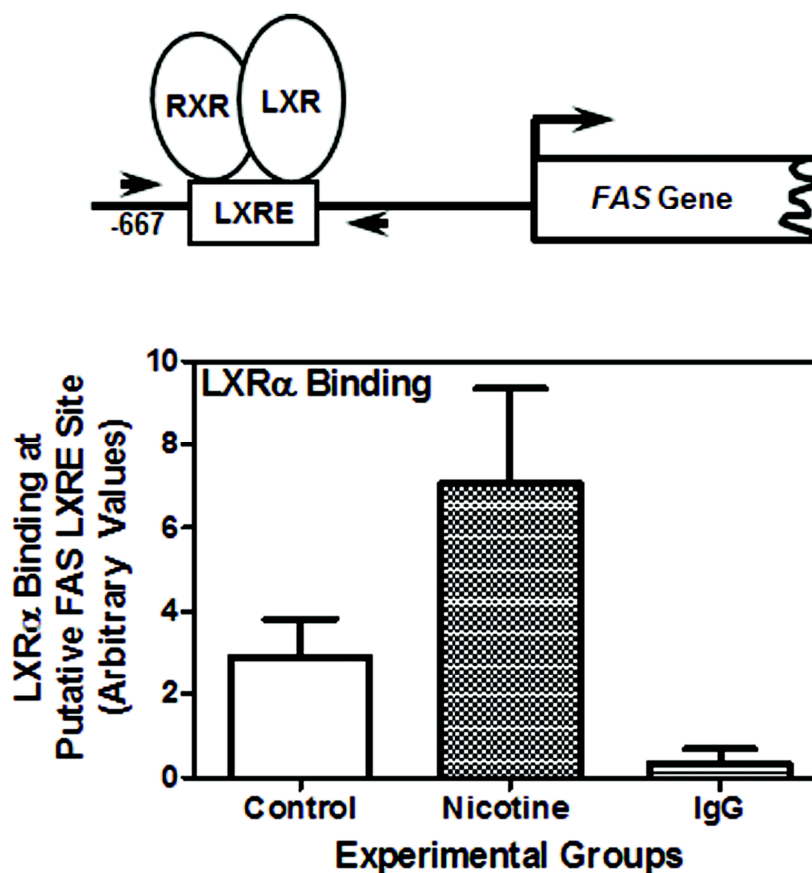 RXR
LXR
-667
LXRE
FAS Gene
LXRα Binding
LXRα Binding at
Putative FAS LXRE Site
(Arbitrary Values)
10
8
6
4
2
0
Control
Nicotine
IgG
Experimental Groups